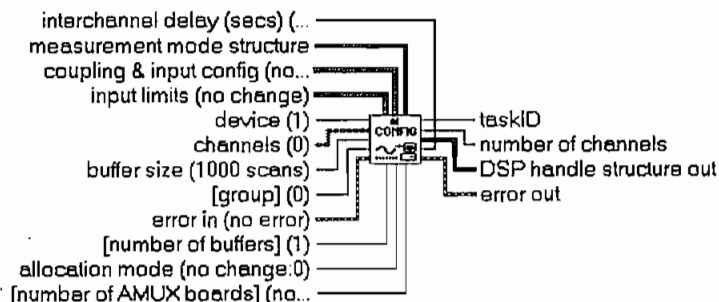 interchannel delay (secs) (...
measurement mode structure
coupling & input config (no...
input limits (no change)
device (1)
channels (0)
buffer size (1000 scans)
[group] (0)
error in (no error)
[number of buffers] (1)
allocation mode (no change:0)
[number of AMUX boards] (no...
AI
CONFIG
taskID
number of channels
DSP handle structure out
error out